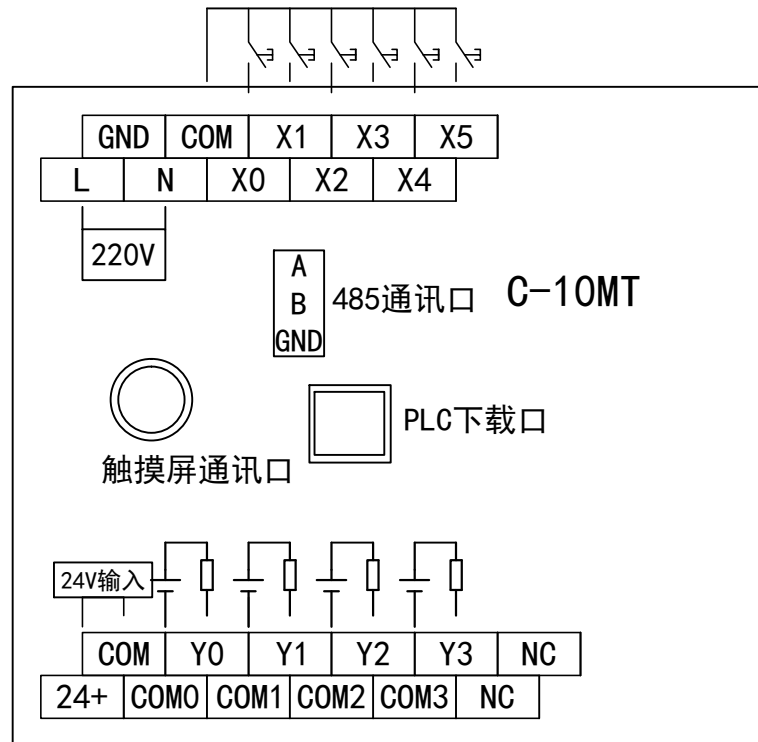 GND COM X1 X3 X5
L N X0 X2 X4
220V
A
B
GND
485通讯口
C-10MT
PLC下载口
触摸屏通讯口
24V输入
COM Y0 Y1 Y2 Y3 NC
24+ COM0 COM1 COM2 COM3 NC